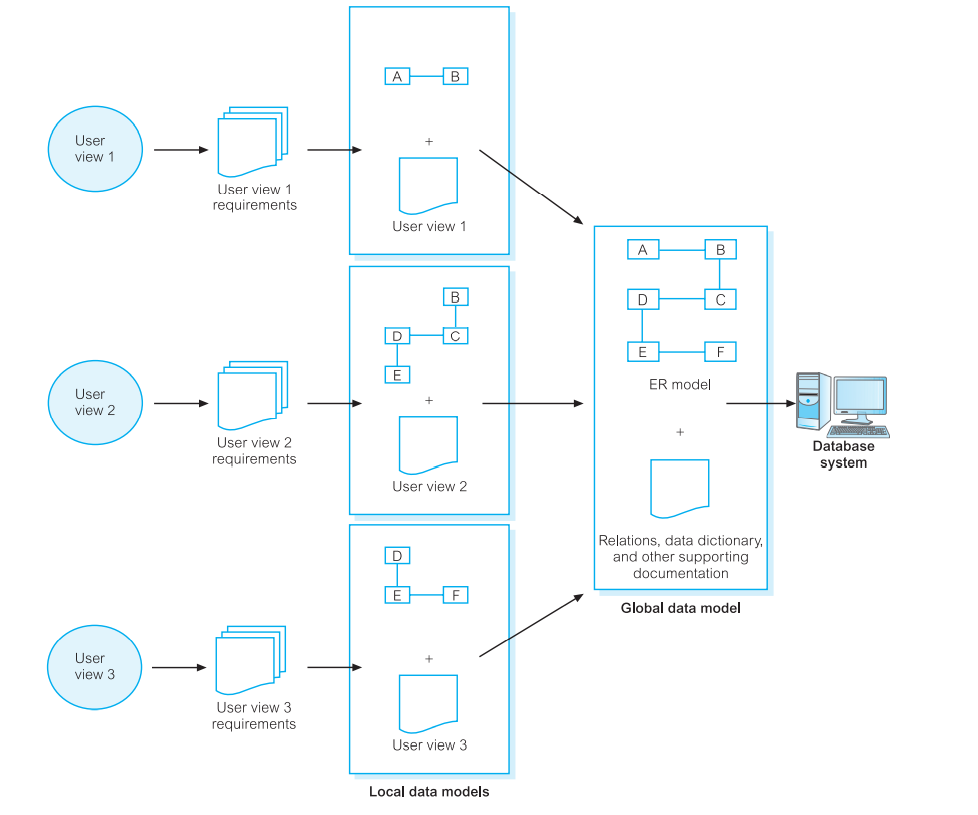 A
B
+
User view 1
User
view 1
User view 1
requirements
B
D
C
E
+
User view 2
User
view 2
User view 2
requirements
D
E
F
+
User view 3
User
view 3
User view 3
requirements
Local data models
A
B
D
C
E
F
ER model
+
Relations, data dictionary,
and other supporting
documentation
Global data model
Database
system